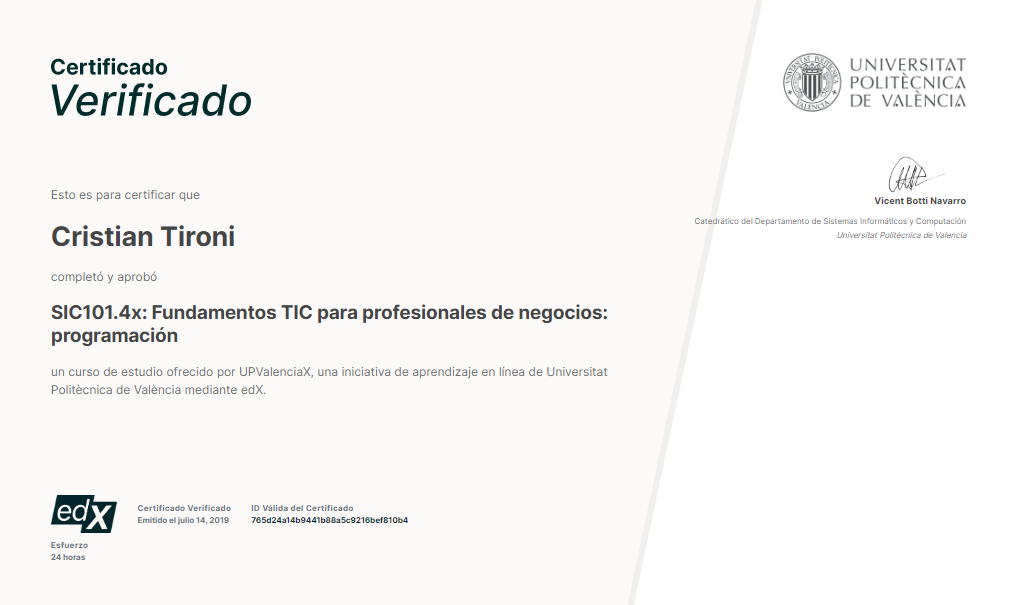 Certificado
Verificado
UNIVERSITAT
POLITÈCNICA
DE VALÈNCIA
Esto es para certificar que
Cristian Tironi
completó y aprobó
SIC101.4x: Fundamentos TIC para profesionales de negocios:
programación
un curso de estudio ofrecido por UPValenciaX, una iniciativa de aprendizaje en línea de Universitat
Politècnica de València mediante edX.
Vicent Botti Navarro
Catedrático del Departamento de Sistemas Informáticos y Computación
Universitat Politècnica de Valencia
edX
Certificado Verificado
Emitido el julio 14, 2019
ID Válida del Certificado
765d24a14b9441b88a5c9216bef810b4
Esfuerzo
24 horas